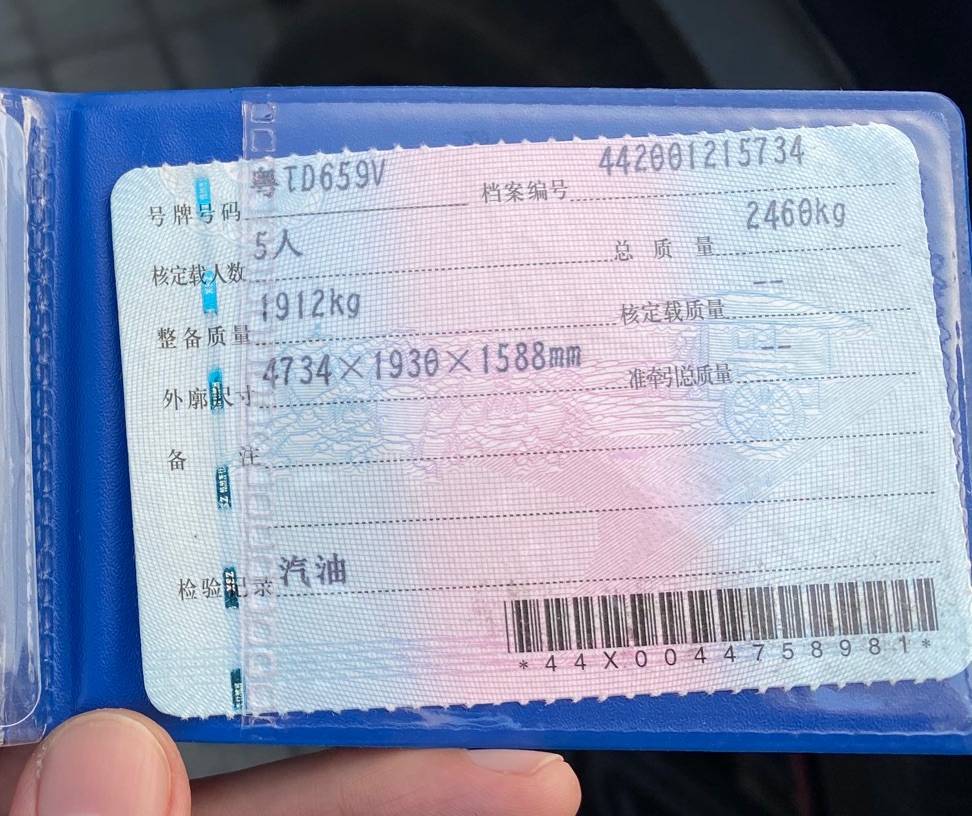 号牌号码 粤TD659V 档案编号 442001215734
核定载人数 5人 总质量 2460kg
整备质量 1912kg 核定载质量 --
外廓尺寸 4734×1930×1588mm 准牵引总质量 --
备注
检验记录 汽油
*44X0044758981*